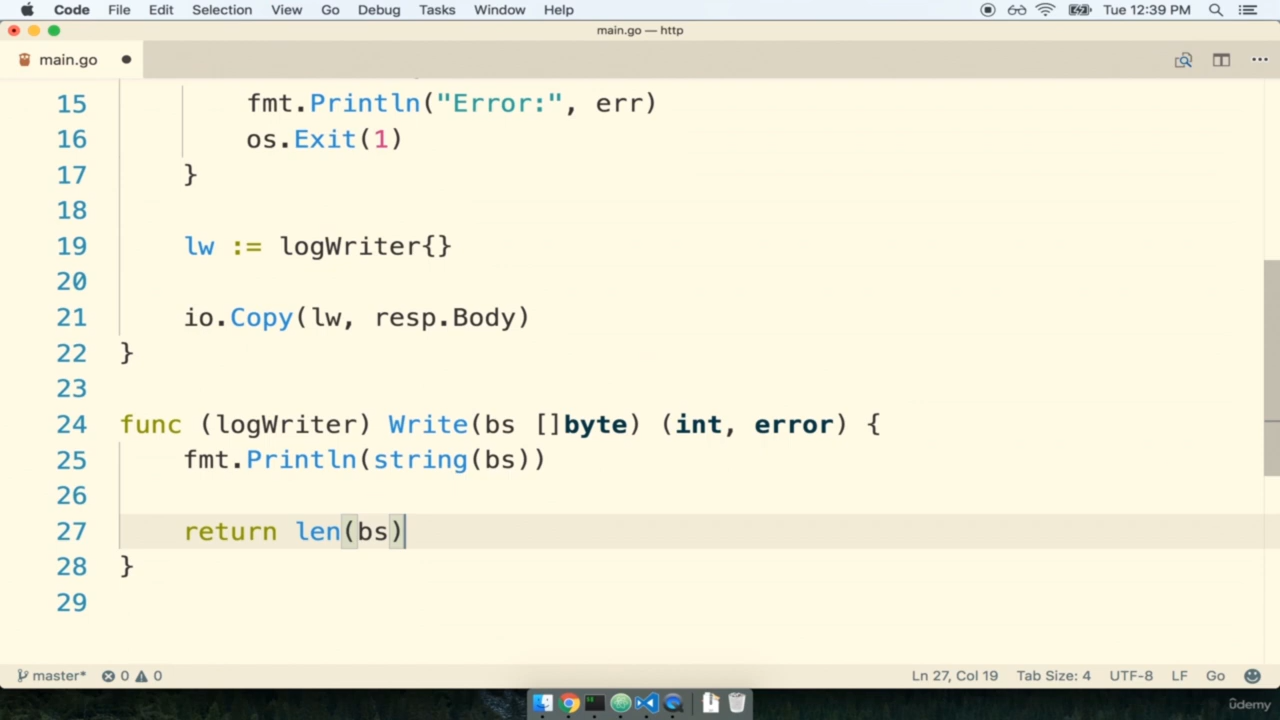 Code File Edit Selection View Go Debug Tasks Window Help Tue 12:39 PM
main.go — http
main.go
15 fmt.Println("Error:", err)
16 os.Exit(1)
17 }
18
19 lw := logWriter{}
20
21 io.Copy(lw, resp.Body)
22 }
23
24 func (logWriter) Write(bs []byte) (int, error) {
25 fmt.Println(string(bs))
26
27 return len(bs)
28 }
29
master* 0 0 Ln 27, Col 19 Tab Size: 4 UTF-8 LF Go
ûdemy